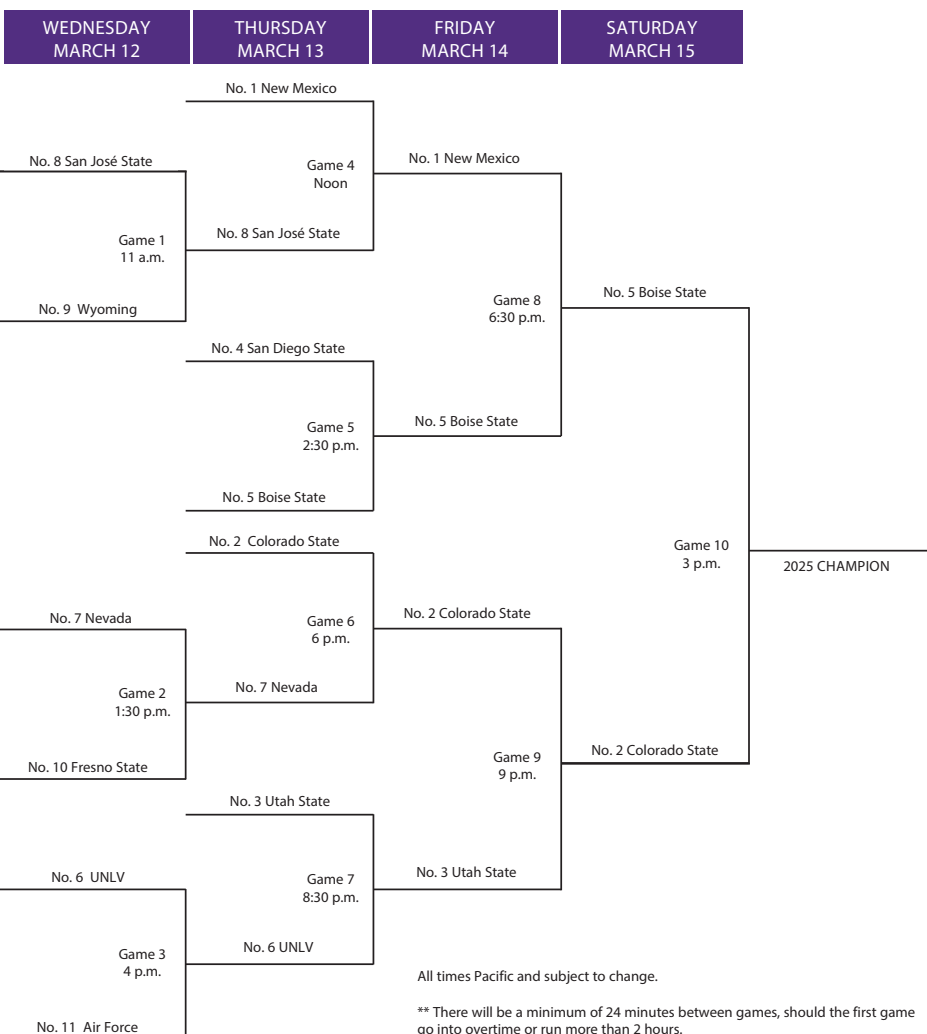 WEDNESDAY
MARCH 12
THURSDAY
MARCH 13
FRIDAY
MARCH 14
SATURDAY
MARCH 15
No. 8 San José State
Game 1
11 a.m.
No. 9 Wyoming
No. 7 Nevada
Game 2
1:30 p.m.
No. 10 Fresno State
No. 6 UNLV
Game 3
4 p.m.
No. 11 Air Force
No. 1 New Mexico
Game 4
Noon
No. 8 San José State
No. 4 San Diego State
Game 5
2:30 p.m.
No. 5 Boise State
No. 2 Colorado State
Game 6
6 p.m.
No. 7 Nevada
No. 3 Utah State
Game 7
8:30 p.m.
No. 6 UNLV
No. 1 New Mexico
Game 8
6:30 p.m.
No. 5 Boise State
No. 2 Colorado State
Game 9
9 p.m.
No. 3 Utah State
No. 5 Boise State
Game 10
3 p.m.
No. 2 Colorado State
2025 CHAMPION
All times Pacific and subject to change.
** There will be a minimum of 24 minutes between games, should the first game
go into overtime or run more than 2 hours.